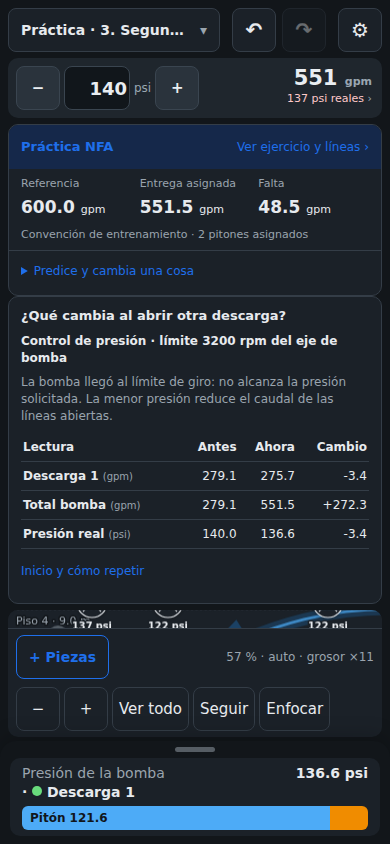 Práctica · 3. Segun… ▾ ↶ ↷ ⚙
− 140 psi + 551 gpm
137 psi reales ›
Práctica NFA Ver ejercicio y líneas ›
Referencia Entrega asignada Falta
600.0 gpm 551.5 gpm 48.5 gpm
Convención de entrenamiento · 2 pitones asignados
▶ Predice y cambia una cosa
¿Qué cambia al abrir otra descarga?
Control de presión · límite 3200 rpm del eje de
bomba
La bomba llegó al límite de giro: no alcanza la presión
solicitada. La menor presión reduce el caudal de las
líneas abiertas.
Lectura Antes Ahora Cambio
Descarga 1 (gpm) 279.1 275.7 -3.4
Total bomba (gpm) 279.1 551.5 +272.3
Presión real (psi) 140.0 136.6 -3.4
Inicio y cómo repetir
Piso 4 · 9.0 137 psi 122 psi 122 psi
+ Piezas 57 % · auto · grosor ×11
− + Ver todo Seguir Enfocar
Presión de la bomba 136.6 psi
· Descarga 1
Pitón 121.6